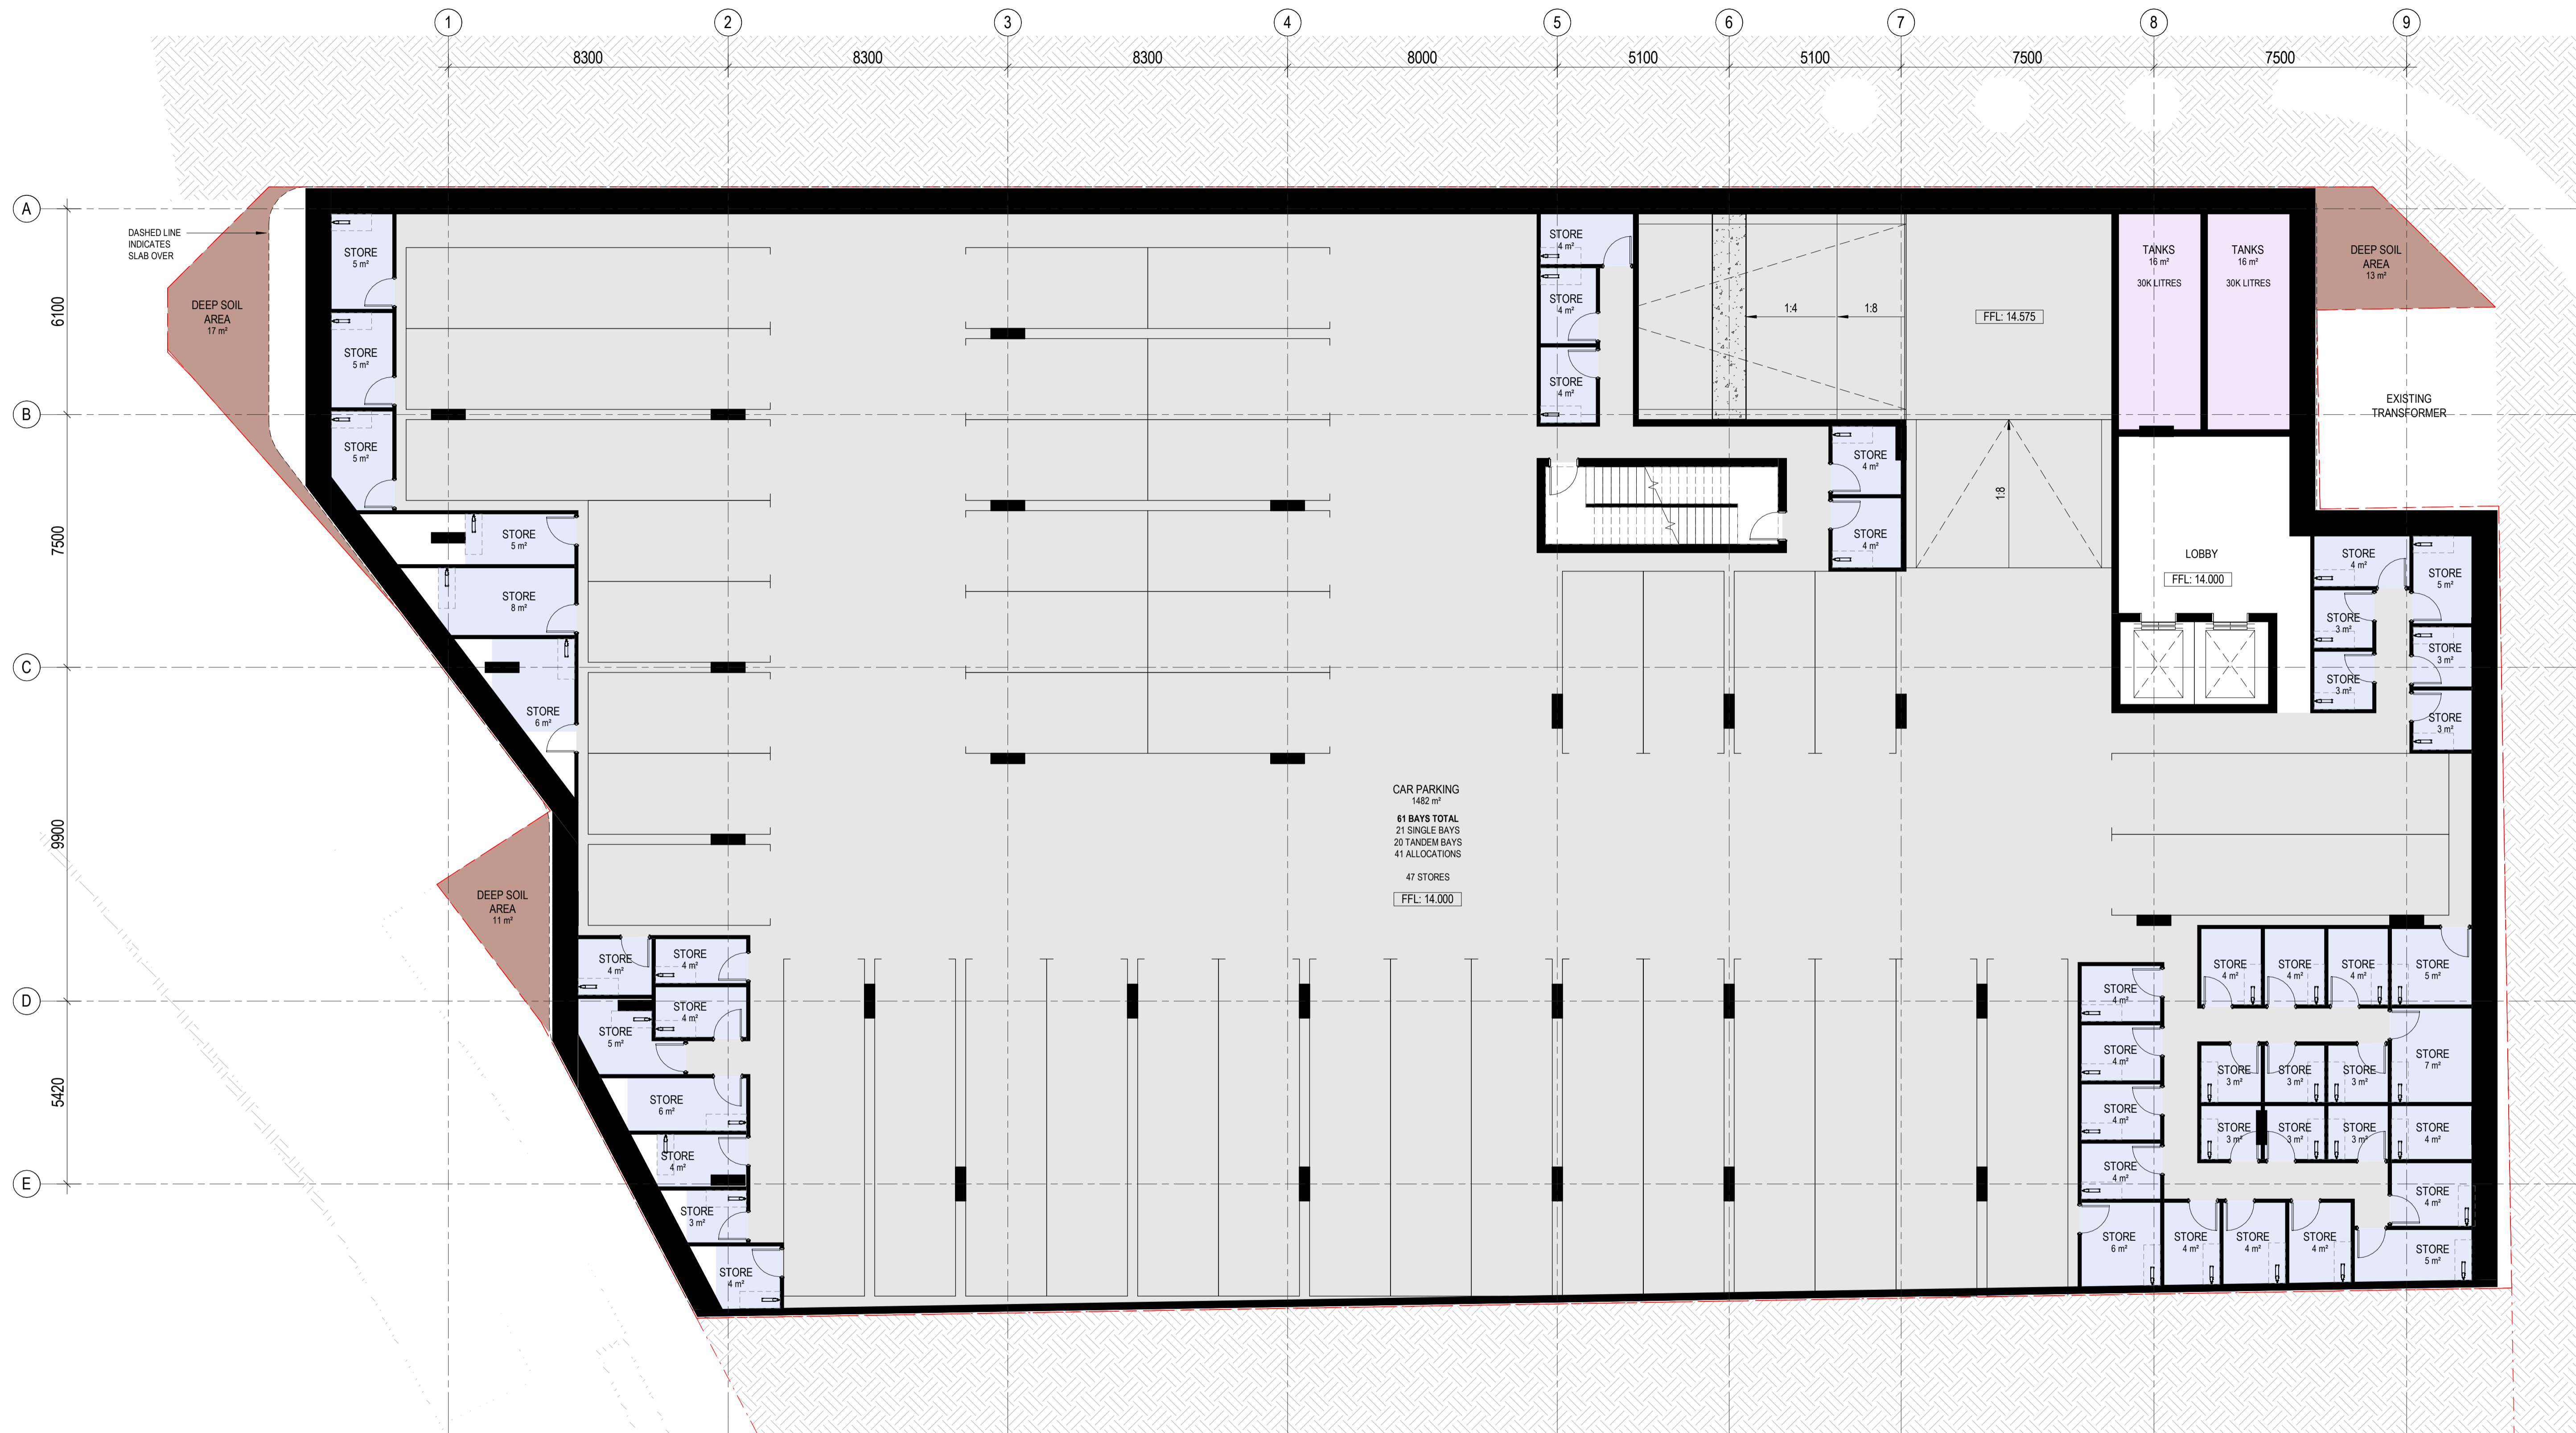 1
2
3
4
5
6
7
8
9
8300
8300
8300
8000
5100
5100
7500
7500
A
B
C
D
E
6100
7500
9900
5420
DASHED LINE
INDICATES
SLAB OVER
DEEP SOIL
AREA
17 m²
STORE
5 m²
STORE
5 m²
STORE
5 m²
STORE
5 m²
STORE
8 m²
STORE
6 m²
DEEP SOIL
AREA
11 m²
STORE
4 m²
STORE
4 m²
STORE
4 m²
STORE
5 m²
STORE
6 m²
STORE
4 m²
STORE
3 m²
STORE
4 m²
STORE
4 m²
STORE
4 m²
STORE
4 m²
1:4
1:8
FFL: 14.575
STORE
4 m²
STORE
4 m²
1:8
TANKS
16 m²
30K LITRES
TANKS
16 m²
30K LITRES
DEEP SOIL
AREA
13 m²
EXISTING
TRANSFORMER
LOBBY
FFL: 14.000
STORE
4 m²
STORE
5 m²
STORE
3 m²
STORE
3 m²
STORE
3 m²
STORE
3 m²
CAR PARKING
1482 m²
61 BAYS TOTAL
21 SINGLE BAYS
20 TANDEM BAYS
41 ALLOCATIONS
47 STORES
FFL: 14.000
STORE
4 m²
STORE
4 m²
STORE
4 m²
STORE
5 m²
STORE
4 m²
STORE
4 m²
STORE
4 m²
STORE
4 m²
STORE
3 m²
STORE
3 m²
STORE
3 m²
STORE
7 m²
STORE
3 m²
STORE
3 m²
STORE
3 m²
STORE
4 m²
STORE
4 m²
STORE
6 m²
STORE
4 m²
STORE
4 m²
STORE
4 m²
STORE
5 m²